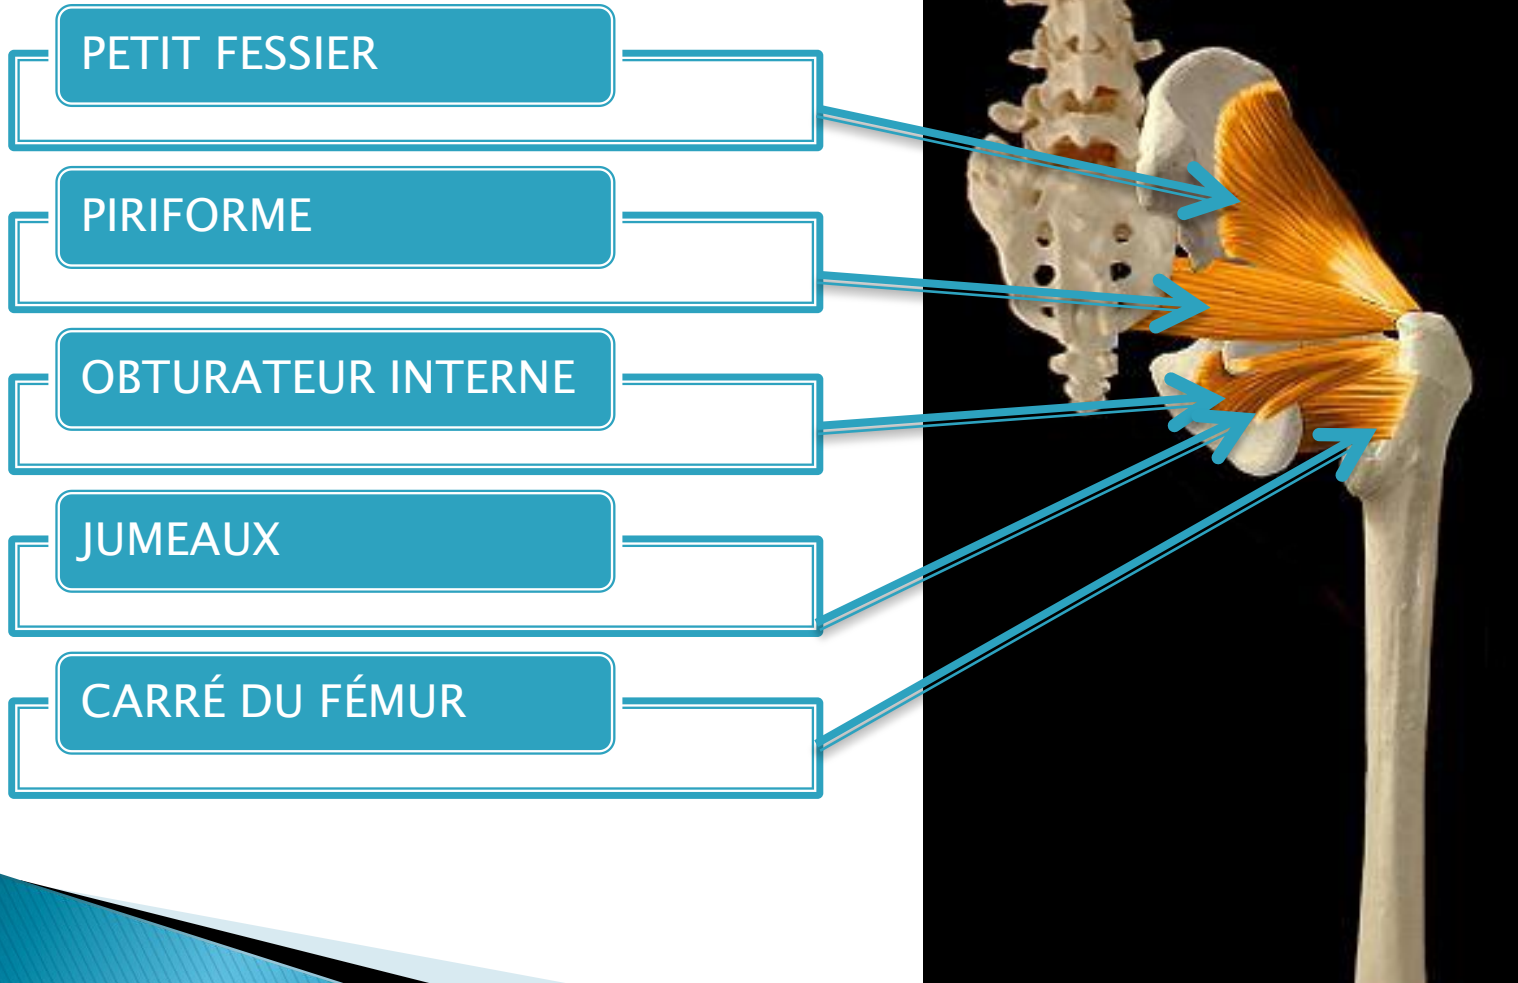 PETIT FESSIER
PIRIFORME
OBTURATEUR INTERNE
JUMEAUX
CARRÉ DU FÉMUR